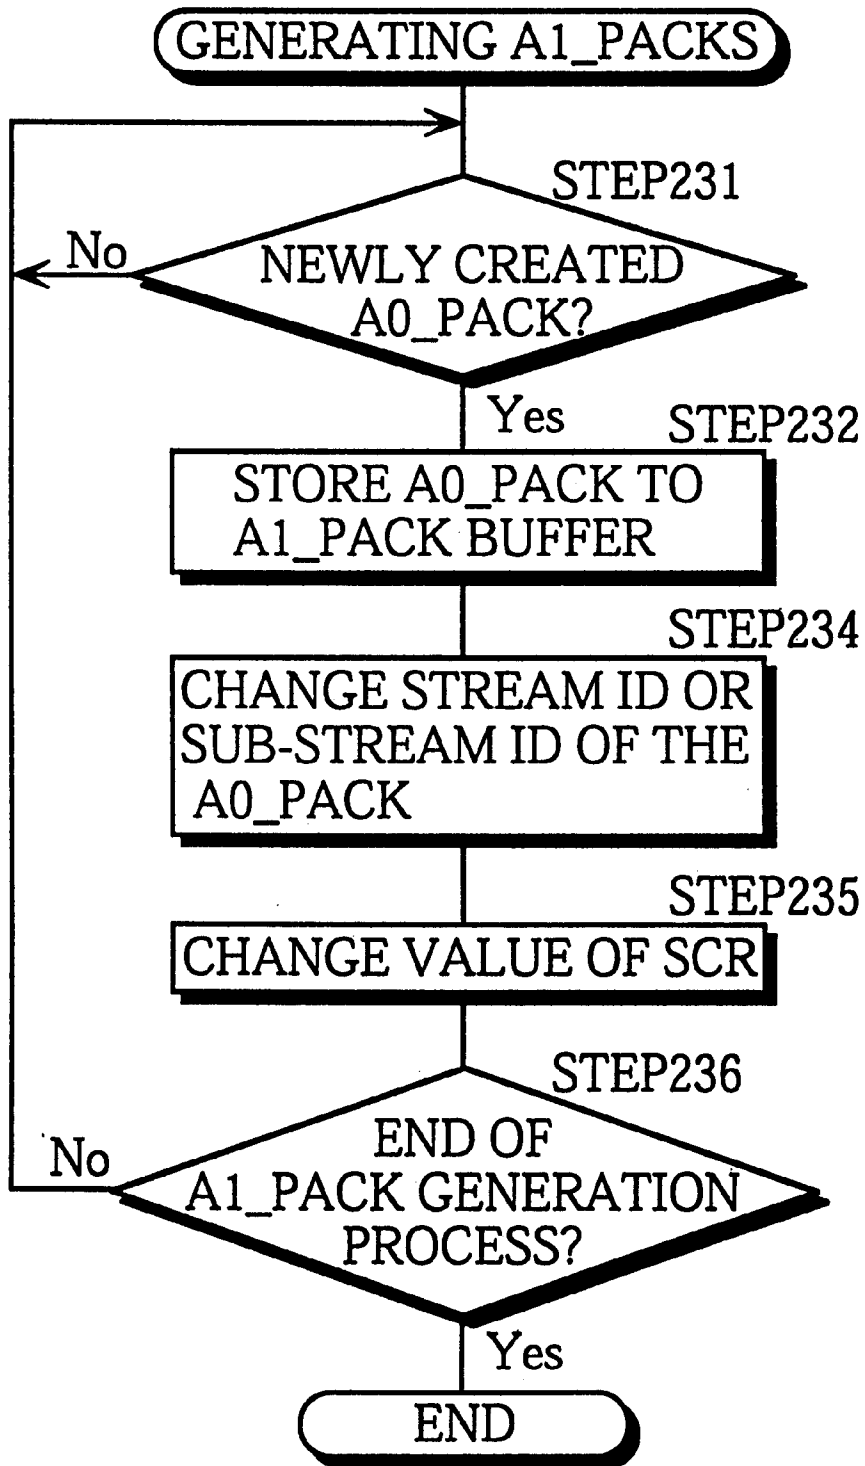 GENERATING A1_PACKS
STEP231
No
NEWLY CREATED
A0_PACK?
Yes
STEP232
STORE A0_PACK TO
A1_PACK BUFFER
STEP234
CHANGE STREAM ID OR
SUB-STREAM ID OF THE
A0_PACK
STEP235
CHANGE VALUE OF SCR
STEP236
No
END OF
A1_PACK GENERATION
PROCESS?
Yes
END